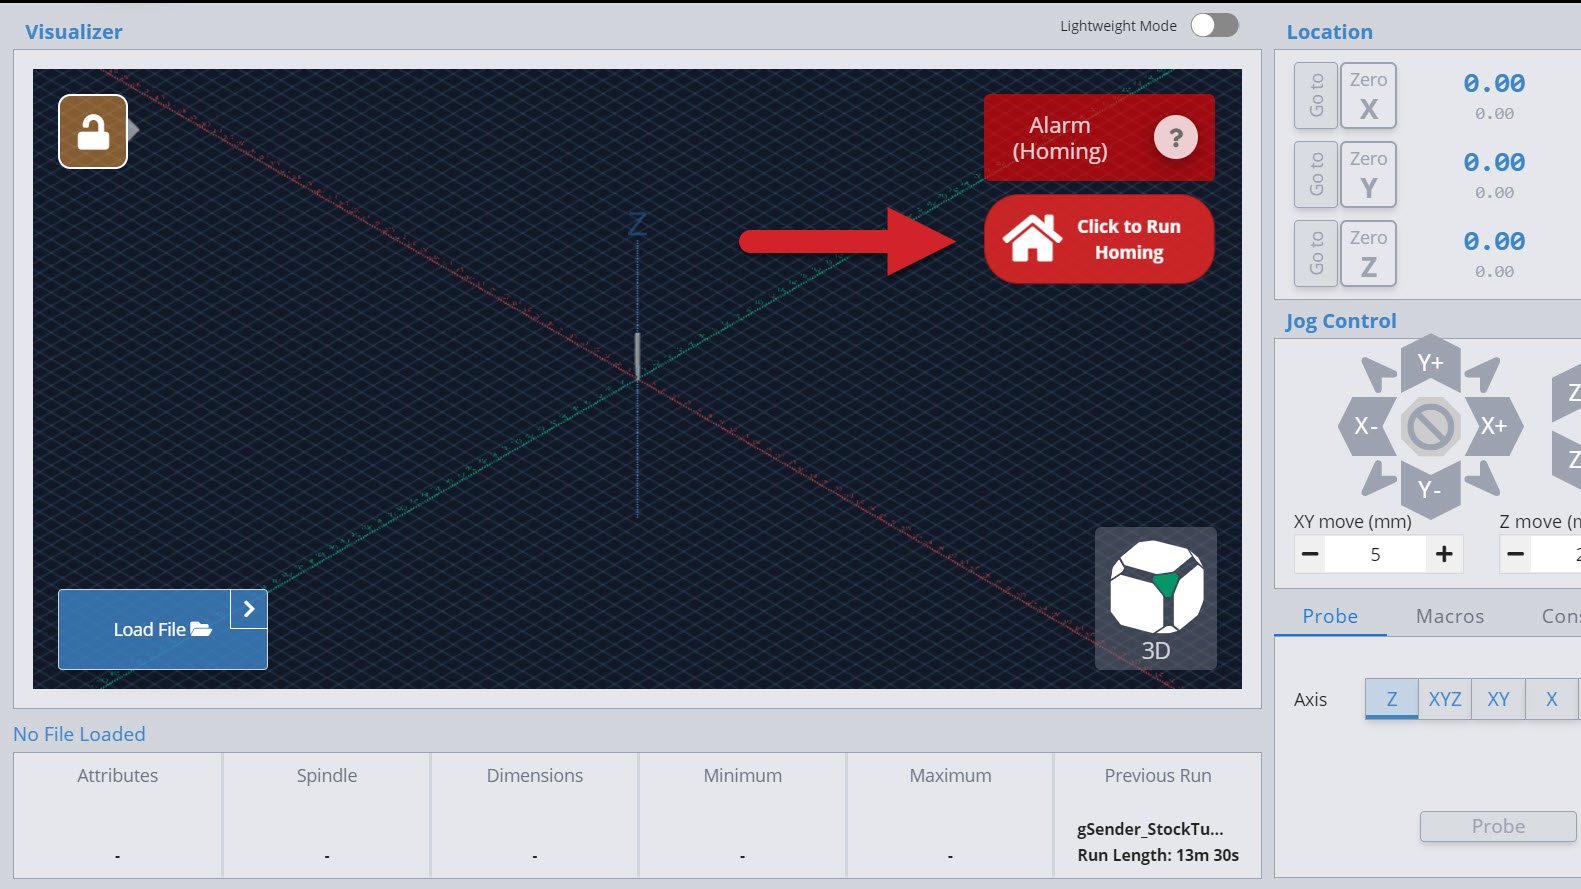 Visualizer
Lightweight Mode
Alarm
(Homing)
?
Click to Run
Homing
Z
Load File
3D
No File Loaded
Attributes
-
Spindle
-
Dimensions
-
Minimum
-
Maximum
-
Previous Run
gSender_StockTu...
Run Length: 13m 30s
Location
Go to
Zero
X
0.00
0.00
Go to
Zero
Y
0.00
0.00
Go to
Zero
Z
0.00
0.00
Jog Control
Y+
X-
X+
Y-
Z
Z
XY move (mm)
− 5 +
Z move (m
− 2
Probe
Macros
Cons
Axis
Z
XYZ
XY
X
Probe